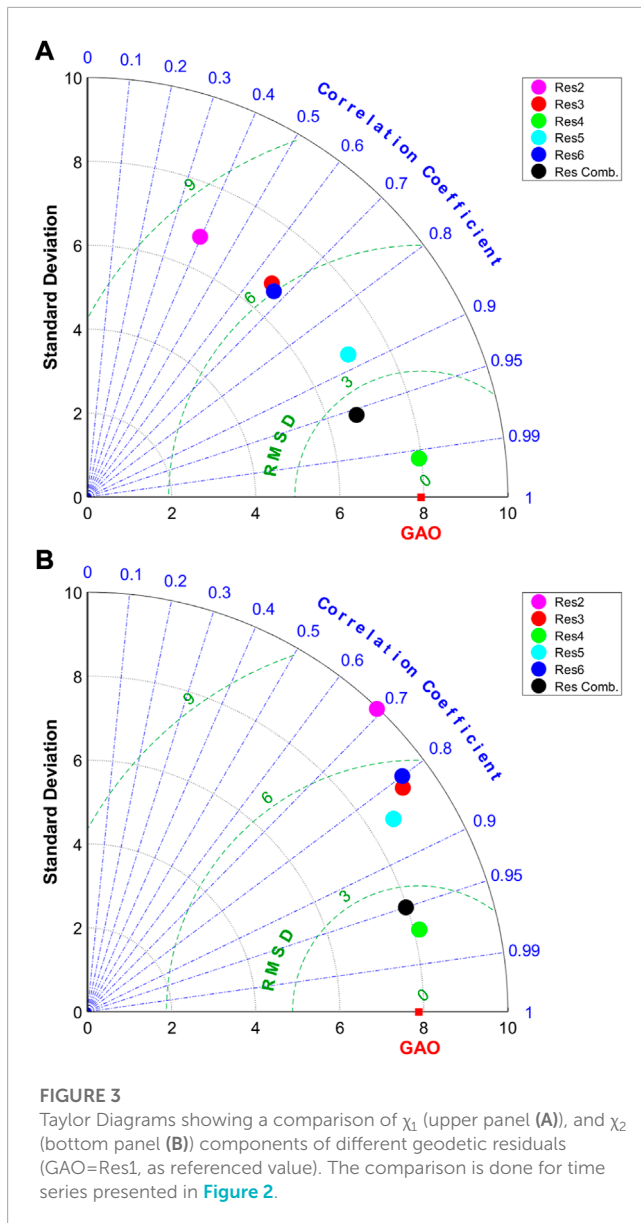 A
0
0.1
0.2
0.3
0.4
0.5
0.6
0.7
0.8
0.9
0.95
0.99
1
Correlation Coefficient
Standard Deviation
10
8
6
4
2
0
0
2
4
6
8
10
9
6
3
0
RMSD
GAO
Res2
Res3
Res4
Res5
Res6
Res Comb.
B
0
0.1
0.2
0.3
0.4
0.5
0.6
0.7
0.8
0.9
0.95
0.99
1
Correlation Coefficient
Standard Deviation
10
8
6
4
2
0
0
2
4
6
8
10
9
6
3
0
RMSD
GAO
Res2
Res3
Res4
Res5
Res6
Res Comb.
FIGURE 3
Taylor Diagrams showing a comparison of χ₁ (upper panel (A)), and χ₂
(bottom panel (B)) components of different geodetic residuals
(GAO=Res1, as referenced value). The comparison is done for time
series presented in Figure 2.